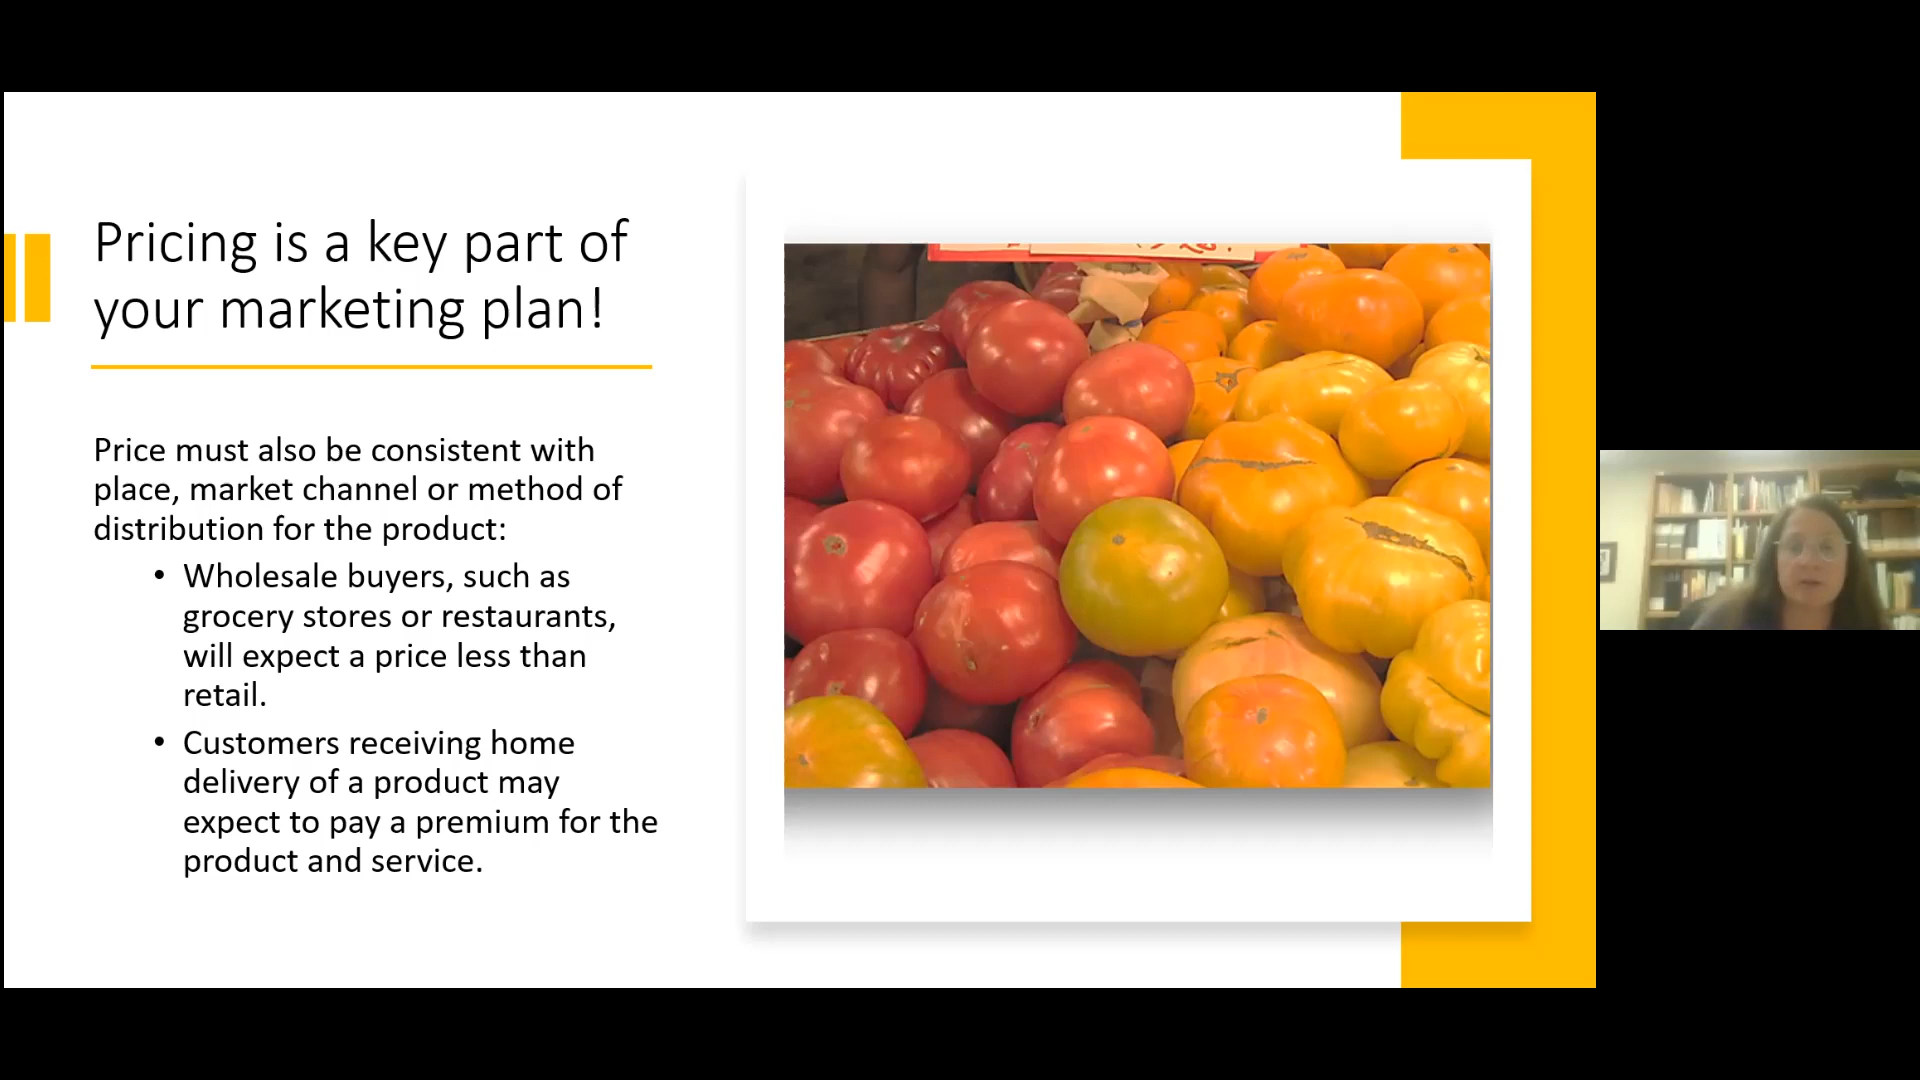 Pricing is a key part of
your marketing plan!
Price must also be consistent with
place, market channel or method of
distribution for the product:
• Wholesale buyers, such as
grocery stores or restaurants,
will expect a price less than
retail.
• Customers receiving home
delivery of a product may
expect to pay a premium for the
product and service.